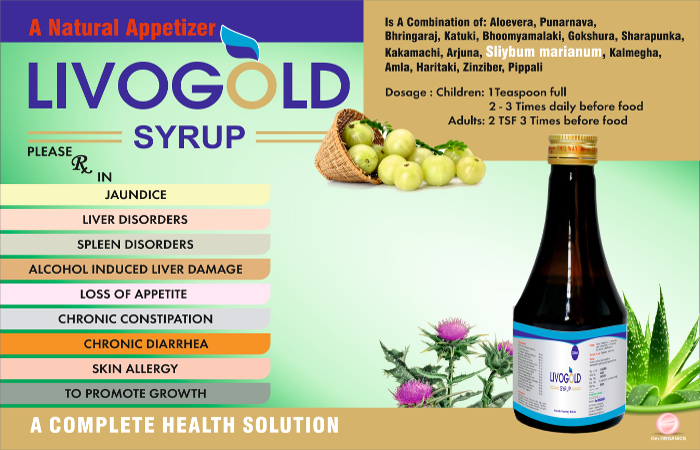 A Natural Appetizer
LIVOGOLD
SYRUP
PLEASE Rx
IN
JAUNDICE
LIVER DISORDERS
SPLEEN DISORDERS
ALCOHOL INDUCED LIVER DAMAGE
LOSS OF APPETITE
CHRONIC CONSTIPATION
CHRONIC DIARRHEA
SKIN ALLERGY
TO PROMOTE GROWTH
A COMPLETE HEALTH SOLUTION
Is A Combination of: Aloevera, Punarnava,
Bhringaraj, Katuki, Bhoomyamalaki, Gokshura, Sharapunka,
Kakamachi, Arjuna, Sliybum marianum, Kalmegha,
Amla, Haritaki, Zinziber, Pippali
Dosage : Children: 1Teaspoon full
2 - 3 Times daily before food
Adults: 2 TSF 3 Times before food
LIVOGOLD
SYRUP